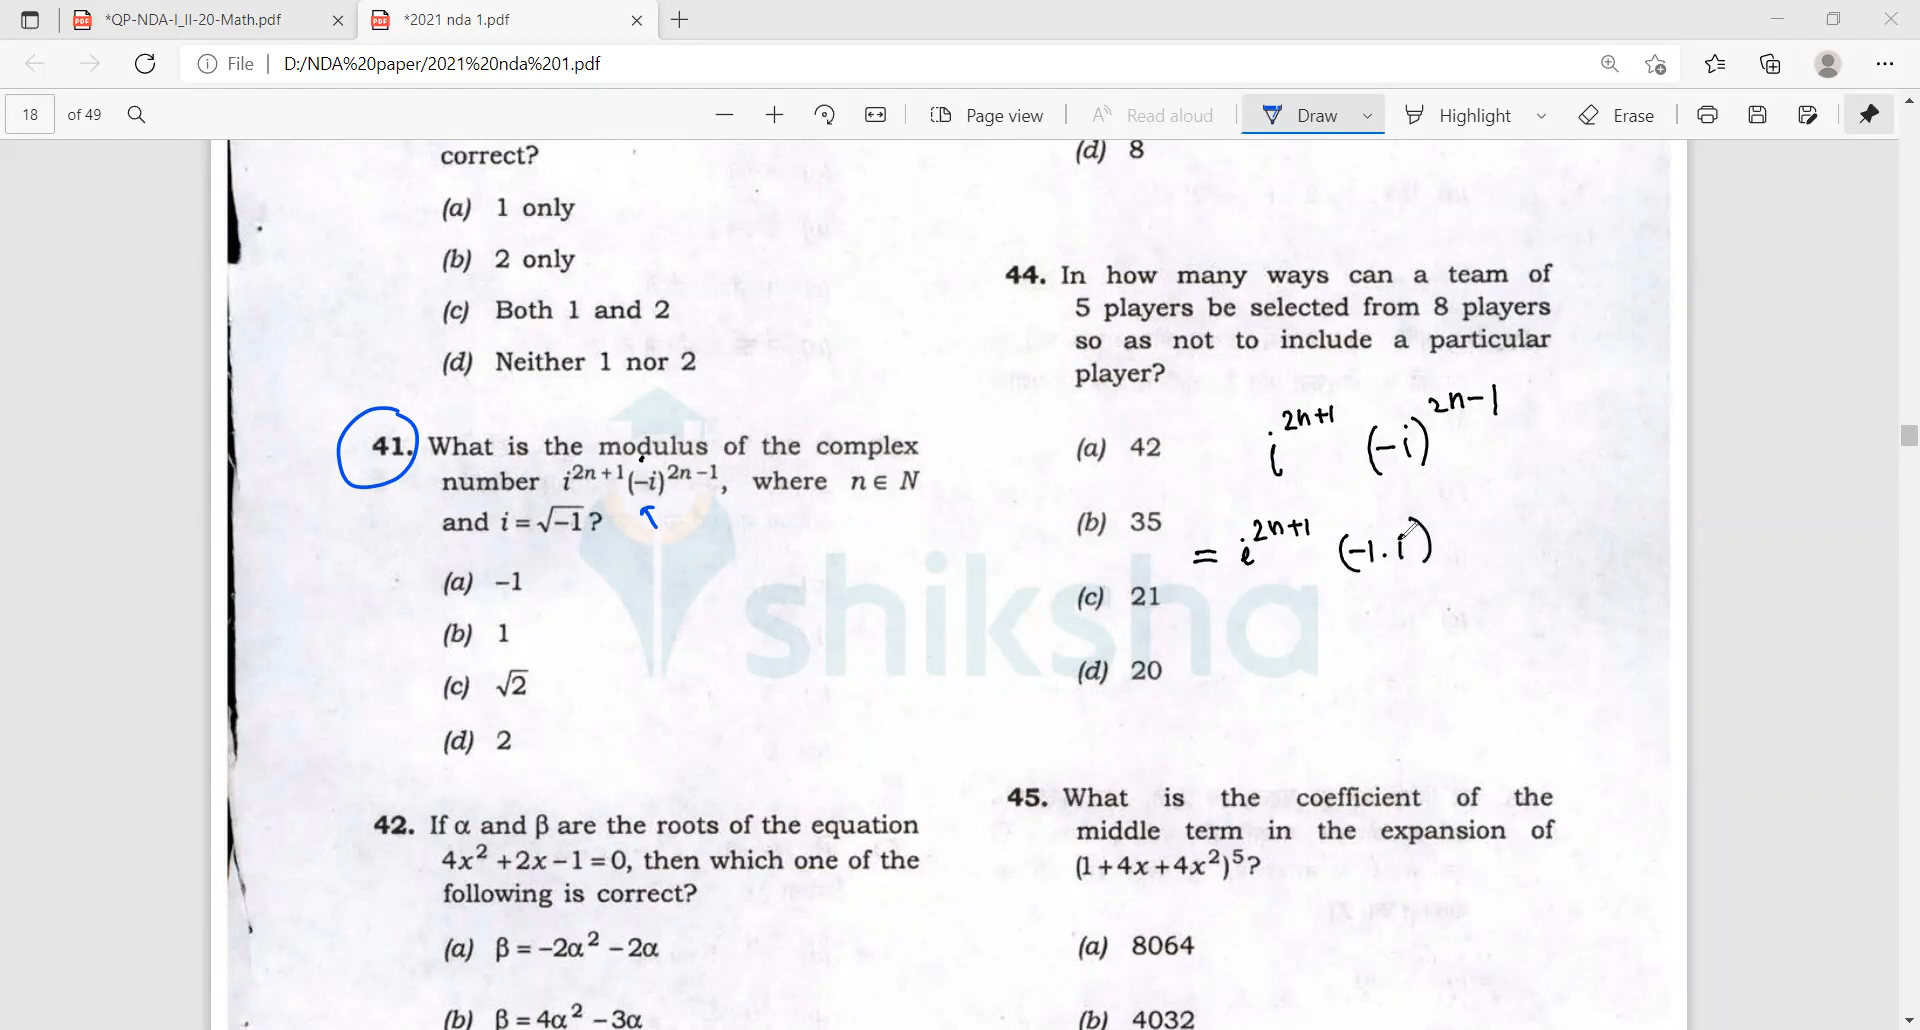 *QP-NDA-I_II-20-Math.pdf
*2021 nda 1.pdf
File
D:/NDA%20paper/2021%20nda%201.pdf
18 of 49
Page view
Read aloud
Draw
Highlight
Erase
correct?
(a) 1 only
(b) 2 only
(c) Both 1 and 2
(d) Neither 1 nor 2
41. What is the modulus of the complex
number i^{2n+1}(−i)^{2n−1}, where n ∈ N
and i = √−1 ?
(a) −1
(b) 1
(c) √2
(d) 2
42. If α and β are the roots of the equation
4x² + 2x − 1 = 0, then which one of the
following is correct?
(a) β = −2α² − 2α
(b) β = 4α² − 3α
(d) 8
44. In how many ways can a team of
5 players be selected from 8 players
so as not to include a particular
player?
(a) 42
(b) 35
(c) 21
(d) 20
i^{2n+1} (−i)^{2n−1}
= i^{2n+1} (−1·i)
45. What is the coefficient of the
middle term in the expansion of
(1+4x+4x²)⁵?
(a) 8064
(b) 4032
shiksha